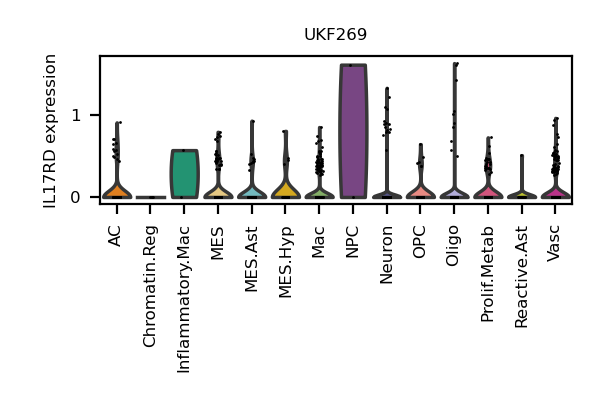 UKF269
IL17RD expression
1
0
AC
Chromatin.Reg
Inflammatory.Mac
MES
MES.Ast
MES.Hyp
Mac
NPC
Neuron
OPC
Oligo
Prolif.Metab
Reactive.Ast
Vasc